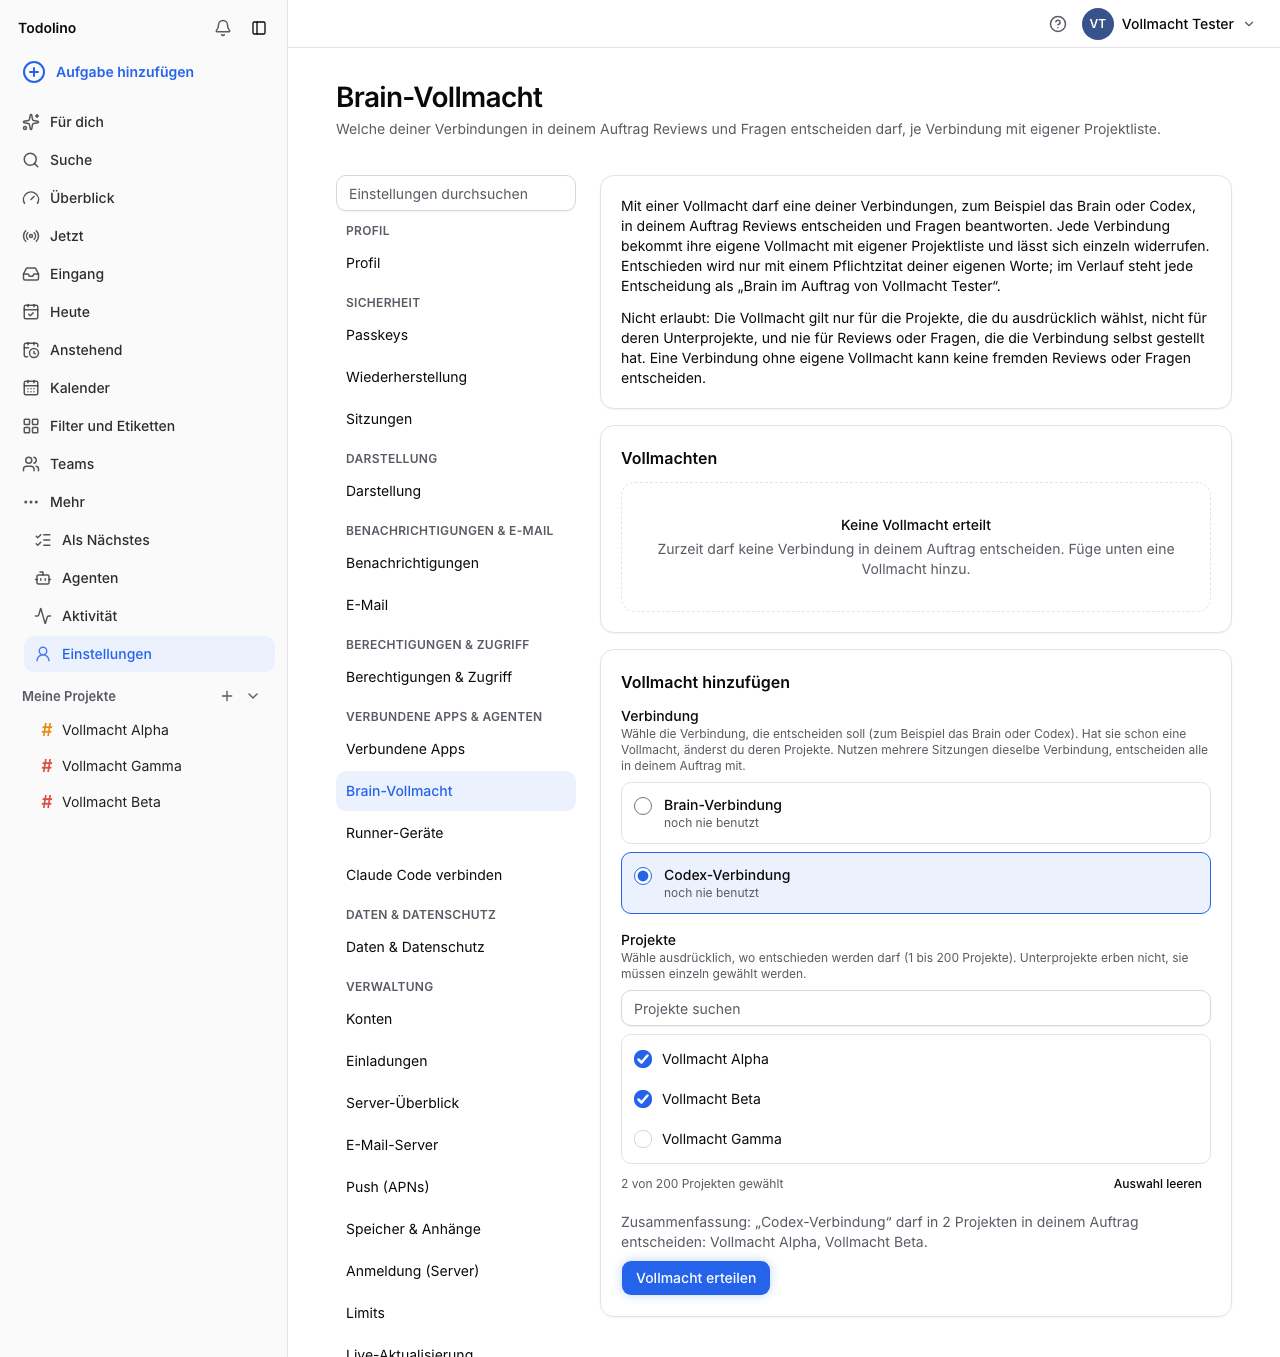 Todolino
Aufgabe hinzufügen
Für dich
Suche
Überblick
Jetzt
Eingang
Heute
Anstehend
Kalender
Filter und Etiketten
Teams
Mehr
Als Nächstes
Agenten
Aktivität
Einstellungen
Meine Projekte
# Vollmacht Alpha
# Vollmacht Gamma
# Vollmacht Beta
VT Vollmacht Tester
Brain-Vollmacht
Welche deiner Verbindungen in deinem Auftrag Reviews und Fragen entscheiden darf, je Verbindung mit eigener Projektliste.
Einstellungen durchsuchen
PROFIL
Profil
SICHERHEIT
Passkeys
Wiederherstellung
Sitzungen
DARSTELLUNG
Darstellung
BENACHRICHTIGUNGEN & E-MAIL
Benachrichtigungen
E-Mail
BERECHTIGUNGEN & ZUGRIFF
Berechtigungen & Zugriff
VERBUNDENE APPS & AGENTEN
Verbundene Apps
Brain-Vollmacht
Runner-Geräte
Claude Code verbinden
DATEN & DATENSCHUTZ
Daten & Datenschutz
VERWALTUNG
Konten
Einladungen
Server-Überblick
E-Mail-Server
Push (APNs)
Speicher & Anhänge
Anmeldung (Server)
Limits
Live-Aktualisierung
Mit einer Vollmacht darf eine deiner Verbindungen, zum Beispiel das Brain oder Codex,
in deinem Auftrag Reviews entscheiden und Fragen beantworten. Jede Verbindung
bekommt ihre eigene Vollmacht mit eigener Projektliste und lässt sich einzeln widerrufen.
Entschieden wird nur mit einem Pflichtzitat deiner eigenen Worte; im Verlauf steht jede
Entscheidung als „Brain im Auftrag von Vollmacht Tester“.
Nicht erlaubt: Die Vollmacht gilt nur für die Projekte, die du ausdrücklich wählst, nicht für
deren Unterprojekte, und nie für Reviews oder Fragen, die die Verbindung selbst gestellt
hat. Eine Verbindung ohne eigene Vollmacht kann keine fremden Reviews oder Fragen
entscheiden.
Vollmachten
Keine Vollmacht erteilt
Zurzeit darf keine Verbindung in deinem Auftrag entscheiden. Füge unten eine
Vollmacht hinzu.
Vollmacht hinzufügen
Verbindung
Wähle die Verbindung, die entscheiden soll (zum Beispiel das Brain oder Codex). Hat sie schon eine
Vollmacht, änderst du deren Projekte. Nutzen mehrere Sitzungen dieselbe Verbindung, entscheiden alle
in deinem Auftrag mit.
Brain-Verbindung
noch nie benutzt
Codex-Verbindung
noch nie benutzt
Projekte
Wähle ausdrücklich, wo entschieden werden darf (1 bis 200 Projekte). Unterprojekte erben nicht, sie
müssen einzeln gewählt werden.
Projekte suchen
Vollmacht Alpha
Vollmacht Beta
Vollmacht Gamma
2 von 200 Projekten gewählt
Auswahl leeren
Zusammenfassung: „Codex-Verbindung“ darf in 2 Projekten in deinem Auftrag
entscheiden: Vollmacht Alpha, Vollmacht Beta.
Vollmacht erteilen